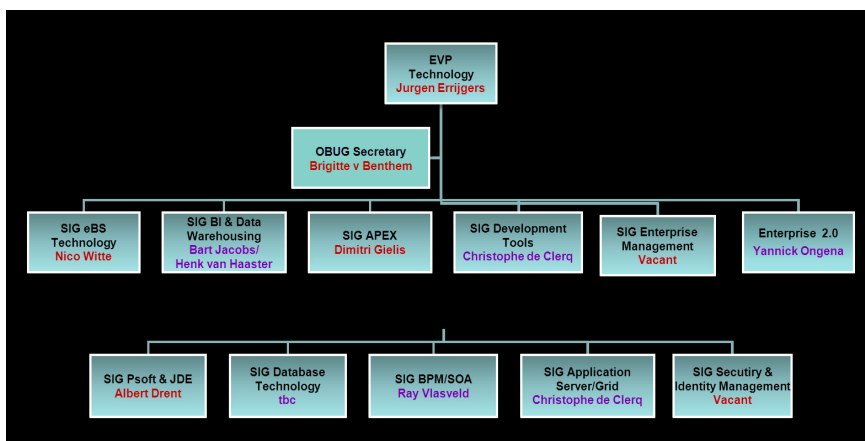 EVP
Technology
Jurgen Errijgers
OBUG Secretary
Brigitte v Benthem
SIG eBS
Technology
Nico Witte
SIG BI & Data
Warehousing
Bart Jacobs/
Henk van Haaster
SIG APEX
Dimitri Gielis
SIG Development
Tools
Christophe de Clerq
SIG Enterprise
Management
Vacant
Enterprise 2.0
Yannick Ongena
SIG Psoft & JDE
Albert Drent
SIG Database
Technology
tbc
SIG BPM/SOA
Ray Vlasveld
SIG Application
Server/Grid
Christophe de Clerq
SIG Secutiry &
Identity Management
Vacant